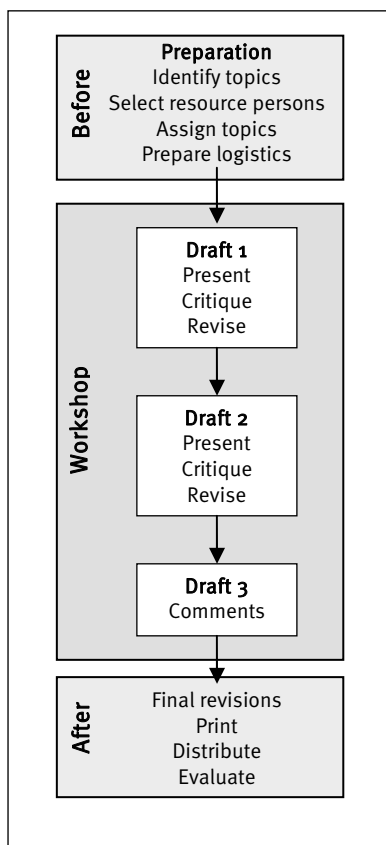 Before
Preparation
Identify topics
Select resource persons
Assign topics
Prepare logistics
Workshop
Draft 1
Present
Critique
Revise
Draft 2
Present
Critique
Revise
Draft 3
Comments
After
Final revisions
Print
Distribute
Evaluate